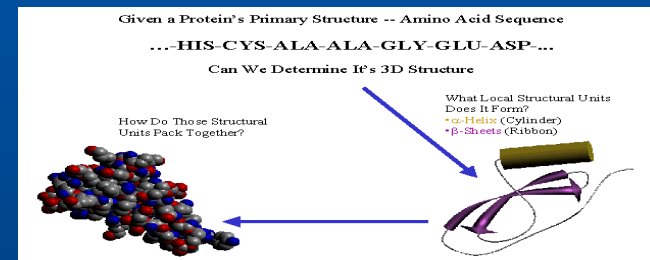 Given a Protein's Primary Structure -- Amino Acid Sequence
...-HIS-CYS-ALA-ALA-GLY-GLU-ASP-...
Can We Determine It's 3D Structure
What Local Structural Units
Does It Form?
•α-Helix (Cylinder)
•β-Sheets (Ribbon)
How Do Those Structural
Units Pack Together?